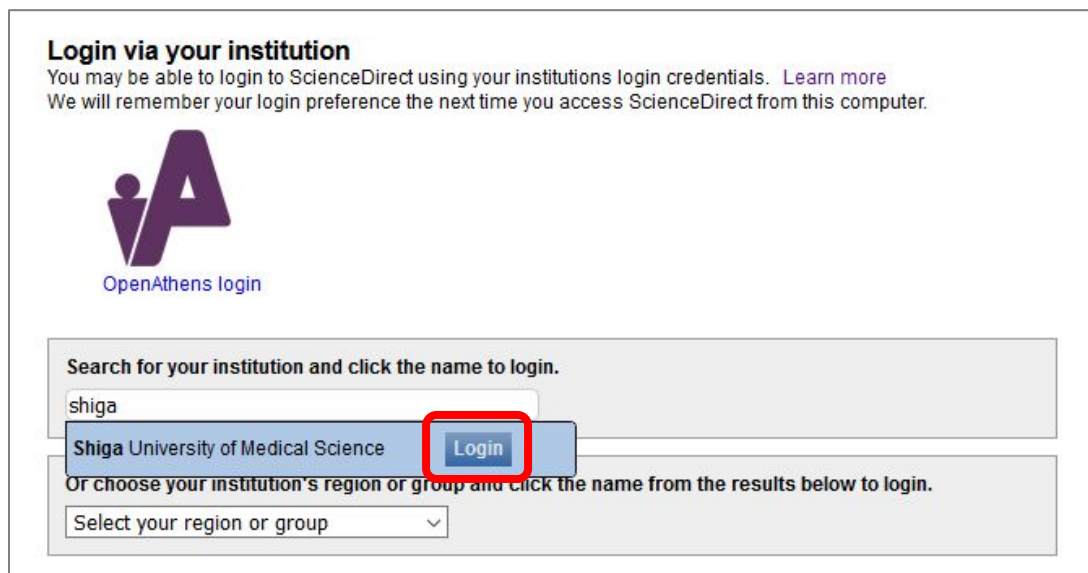 Login via your institution
You may be able to login to ScienceDirect using your institutions login credentials. Learn more
We will remember your login preference the next time you access ScienceDirect from this computer.
OpenAthens login
Search for your institution and click the name to login.
shiga
Shiga University of Medical Science Login
Or choose your institution's region or group and click the name from the results below to login.
Select your region or group